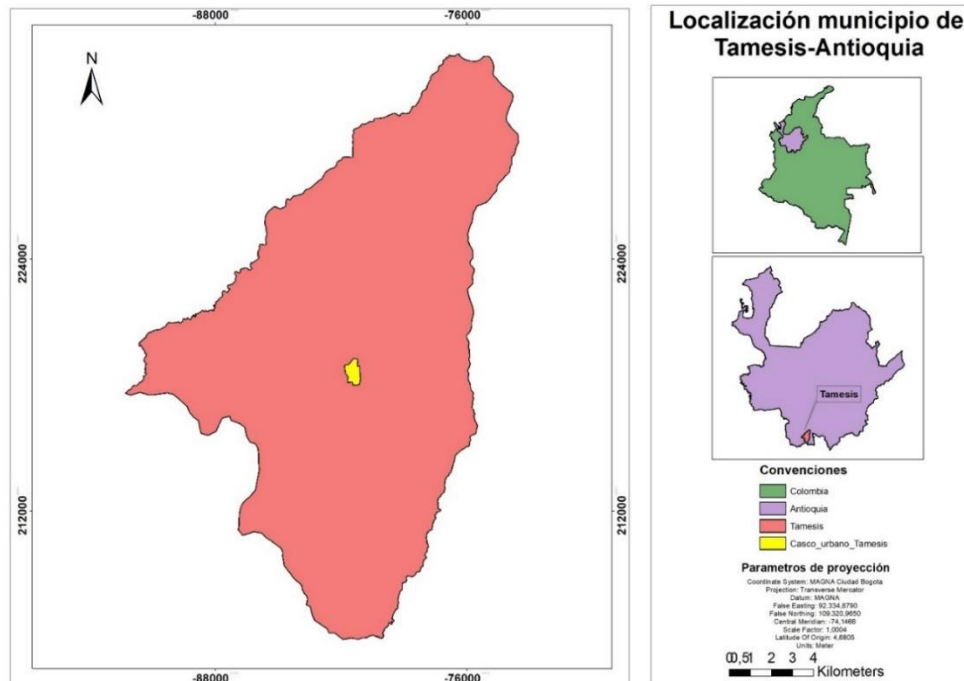 -88000
-76000
N
224000
224000
212000
212000
-88000
-76000
Localización municipio de
Tamesis-Antioquia
Tamesis
Convenciones
Colombia
Antioquia
Tamesis
Casco_urbano_Tamesis
Parametros de proyección
Coordinate System: MAGNA Ciudad Bogota
Projection: Transverse Mercator
Datum: MAGNA
False Easting: 92.334,8790
False Northing: 109.320,9650
Central Meridian: -74,1466
Scale Factor: 1,0004
Latitude Of Origin: 4,6805
Units: Meter
0 0,5 1 2 3 4
Kilometers